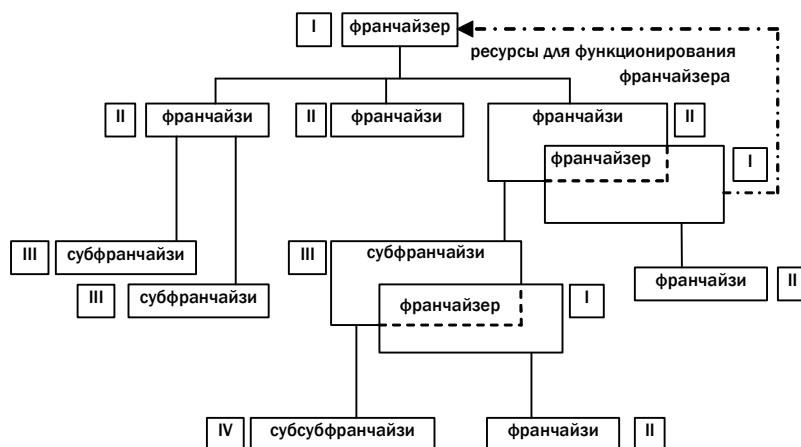 I франчайзер
ресурсы для функционирования
франчайзера
II франчайзи II франчайзи франчайзи II
франчайзер I
III субфранчайзи III субфранчайзи
франчайзи II
III субфранчайзи
франчайзер I
IV субсубфранчайзи франчайзи II